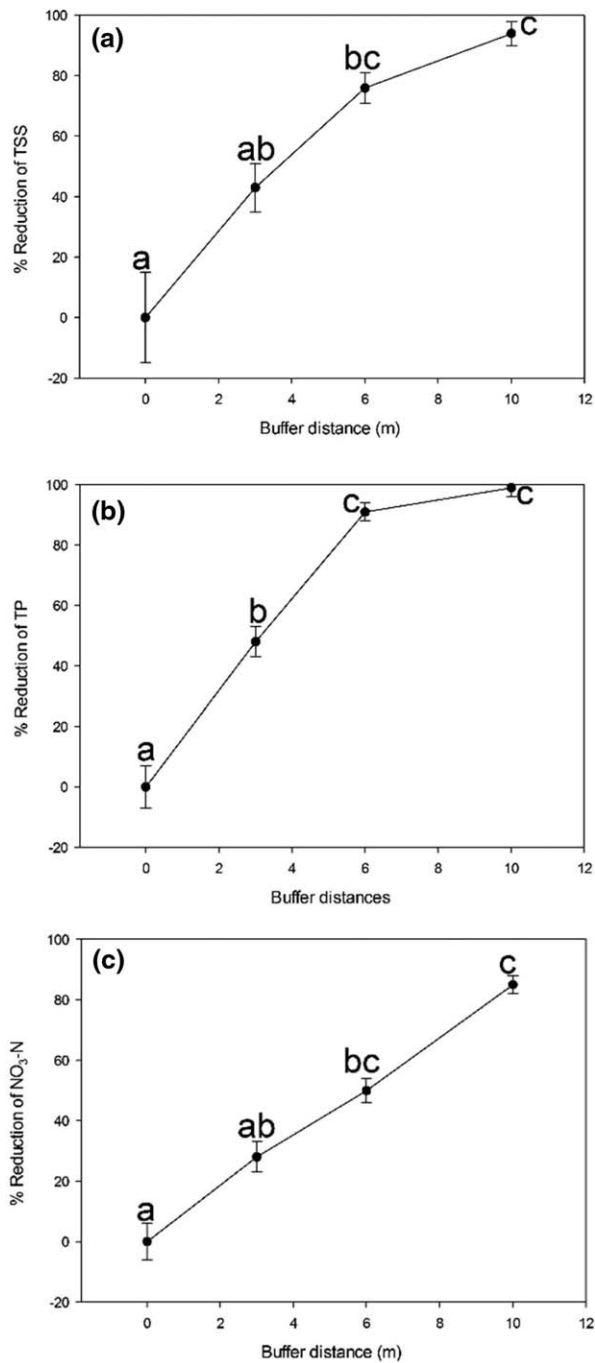 (a)
% Reduction of TSS
100
80
60
40
20
0
-20
a
ab
bc
c
0 2 4 6 8 10 12
Buffer distance (m)
(b)
% Reduction of TP
100
80
60
40
20
0
-20
a
b
c
c
0 2 4 6 8 10 12
Buffer distances
(c)
% Reduction of NO₃-N
100
80
60
40
20
0
-20
a
ab
bc
c
0 2 4 6 8 10 12
Buffer distance (m)